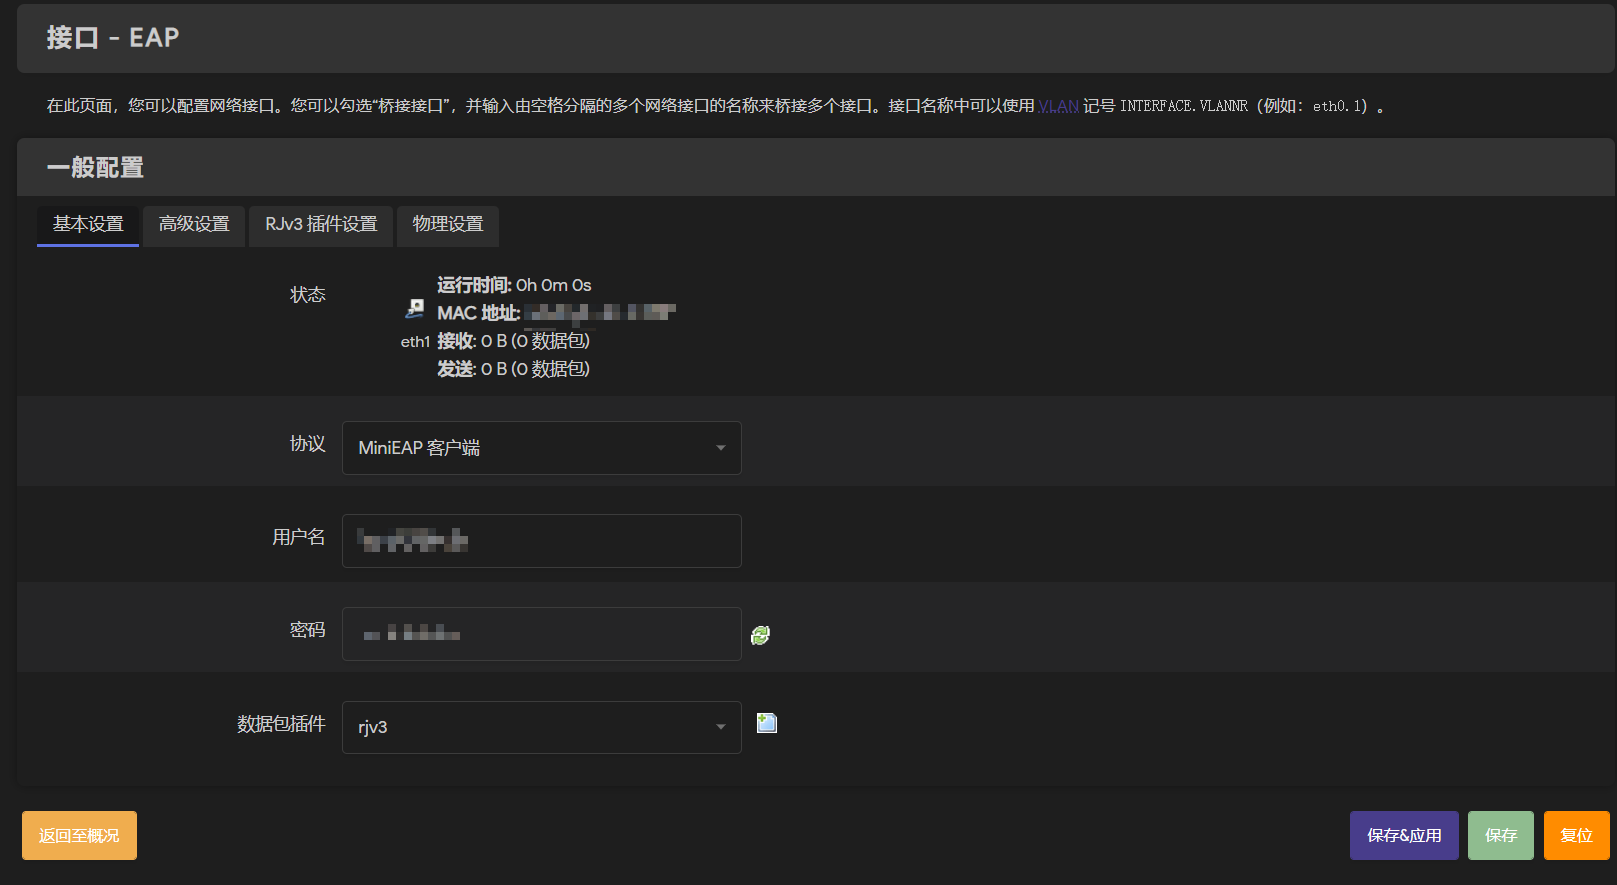 接口 - EAP
在此页面，您可以配置网络接口。您可以勾选“桥接接口”，并输入由空格分隔的多个网络接口的名称来桥接多个接口。接口名称中可以使用 VLAN 记号 INTERFACE.VLANNR（例如：eth0.1）。
一般配置
基本设置 高级设置 RJv3 插件设置 物理设置
状态
运行时间: 0h 0m 0s
MAC 地址:
eth1 接收: 0 B (0 数据包)
发送: 0 B (0 数据包)
协议 MiniEAP 客户端
用户名
密码
数据包插件 rjv3
返回至概况 保存&应用 保存 复位